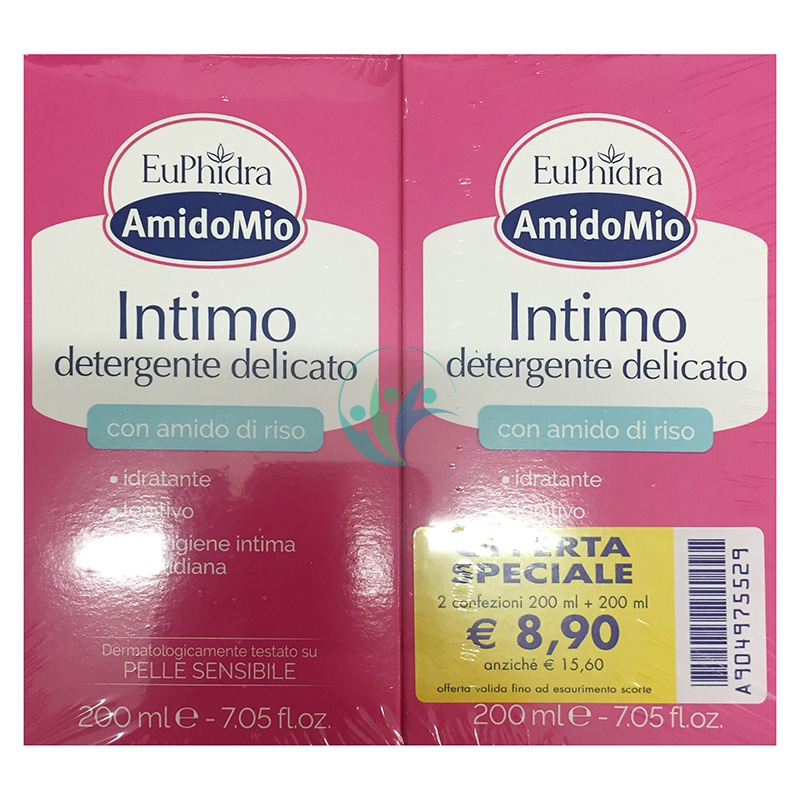 EuPhidra
AmidoMio
Intimo
detergente delicato
con amido di riso
• idratante
• lenitivo
igiene intima
Dermatologicamente testato su
PELLE SENSIBILE
200 ml ℮ - 7.05 fl.oz.
EuPhidra
AmidoMio
Intimo
detergente delicato
con amido di riso
• idratante
• lenitivo
OFFERTA
SPECIALE
2 confezioni 200 ml + 200 ml
€ 8,90
anziché € 15,60
offerta valida fino ad esaurimento scorte
A904975529
200 ml ℮ - 7.05 fl.oz.